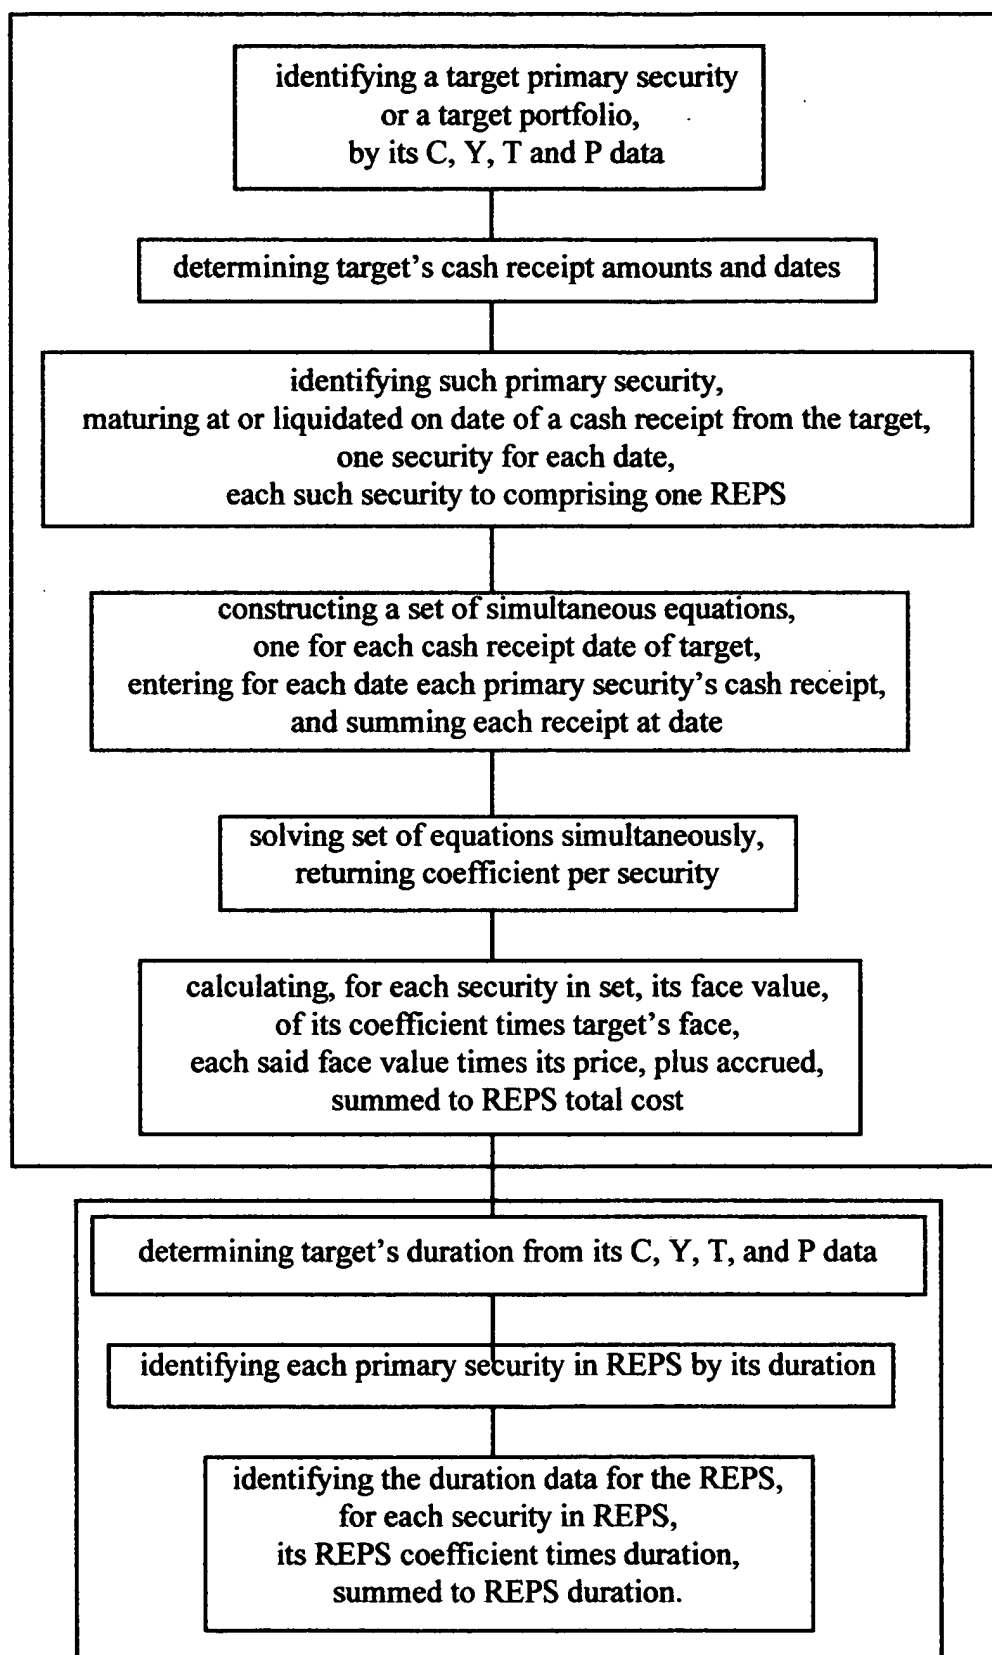 identifying a target primary security
or a target portfolio,
by its C, Y, T and P data
determining target's cash receipt amounts and dates
identifying such primary security,
maturing at or liquidated on date of a cash receipt from the target,
one security for each date,
each such security to comprising one REPS
constructing a set of simultaneous equations,
one for each cash receipt date of target,
entering for each date each primary security's cash receipt,
and summing each receipt at date
solving set of equations simultaneously,
returning coefficient per security
calculating, for each security in set, its face value,
of its coefficient times target's face,
each said face value times its price, plus accrued,
summed to REPS total cost
determining target's duration from its C, Y, T, and P data
identifying each primary security in REPS by its duration
identifying the duration data for the REPS,
for each security in REPS,
its REPS coefficient times duration,
summed to REPS duration.